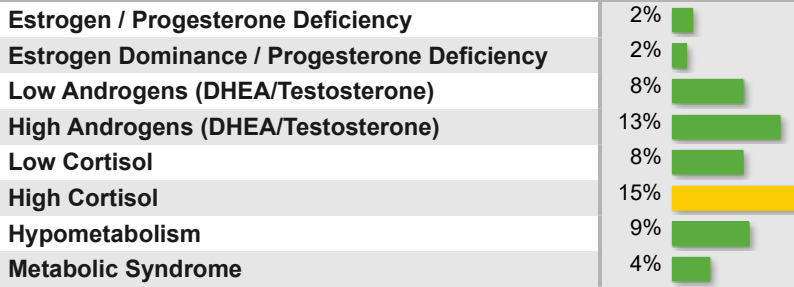 Estrogen / Progesterone Deficiency 2%
Estrogen Dominance / Progesterone Deficiency 2%
Low Androgens (DHEA/Testosterone) 8%
High Androgens (DHEA/Testosterone) 13%
Low Cortisol 8%
High Cortisol 15%
Hypometabolism 9%
Metabolic Syndrome 4%